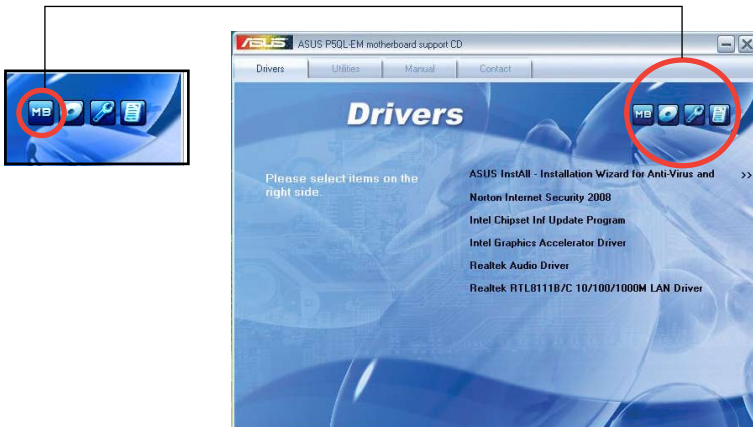 ASUS ASUS P5QL-EM motherboard support CD
Drivers Utilities Manual Contact
MB
Drivers
MB
Please select items on the
right side.
ASUS InstAll - Installation Wizard for Anti-Virus and >>
Norton Internet Security 2008
Intel Chipset Inf Update Program
Intel Graphics Accelerator Driver
Realtek Audio Driver
Realtek RTL8111B/C 10/100/1000M LAN Driver